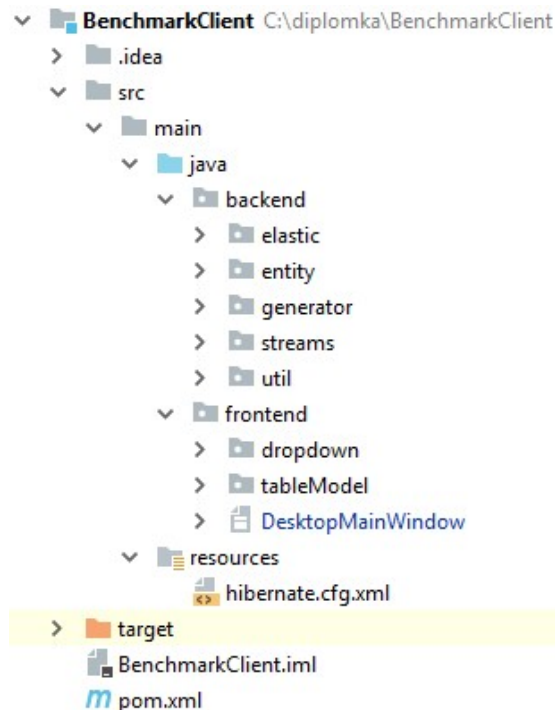 BenchmarkClient C:\diplomka\BenchmarkClient
.idea
src
main
java
backend
elastic
entity
generator
streams
util
frontend
dropdown
tableModel
DesktopMainWindow
resources
hibernate.cfg.xml
target
BenchmarkClient.iml
m pom.xml